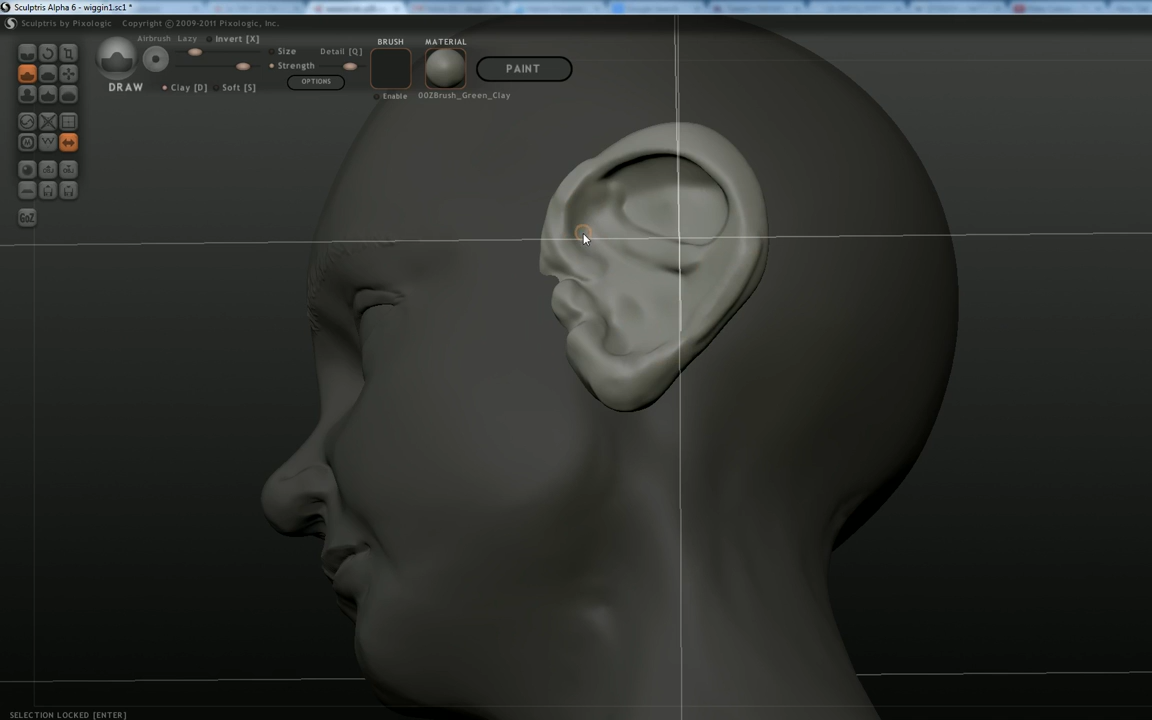 Sculptris Alpha 6 - wiggin1.sc1 *
Sculptris by Pixologic   Copyright © 2009-2011 Pixologic, Inc.
Airbrush Lazy Invert [X]
Size Detail [Q]
Strength
OPTIONS
DRAW Clay [D] Soft [S]
BRUSH
Enable
MATERIAL
00ZBrush_Green_Clay
PAINT
GoZ
SELECTION LOCKED [ENTER]